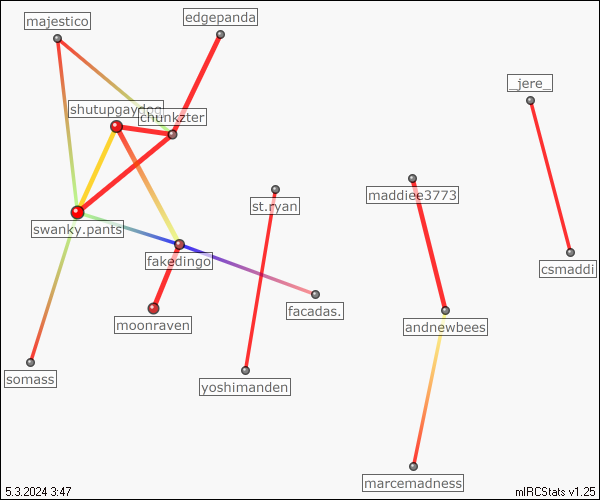 majestico
edgepanda
_jere_
shutupgaydog
chunkzter
maddiee3773
st.ryan
swanky.pants
fakedingo
csmaddi
facadas.
moonraven
andnewbees
somass
yoshimanden
marcemadness
5.3.2024 3:47
mIRCStats v1.25